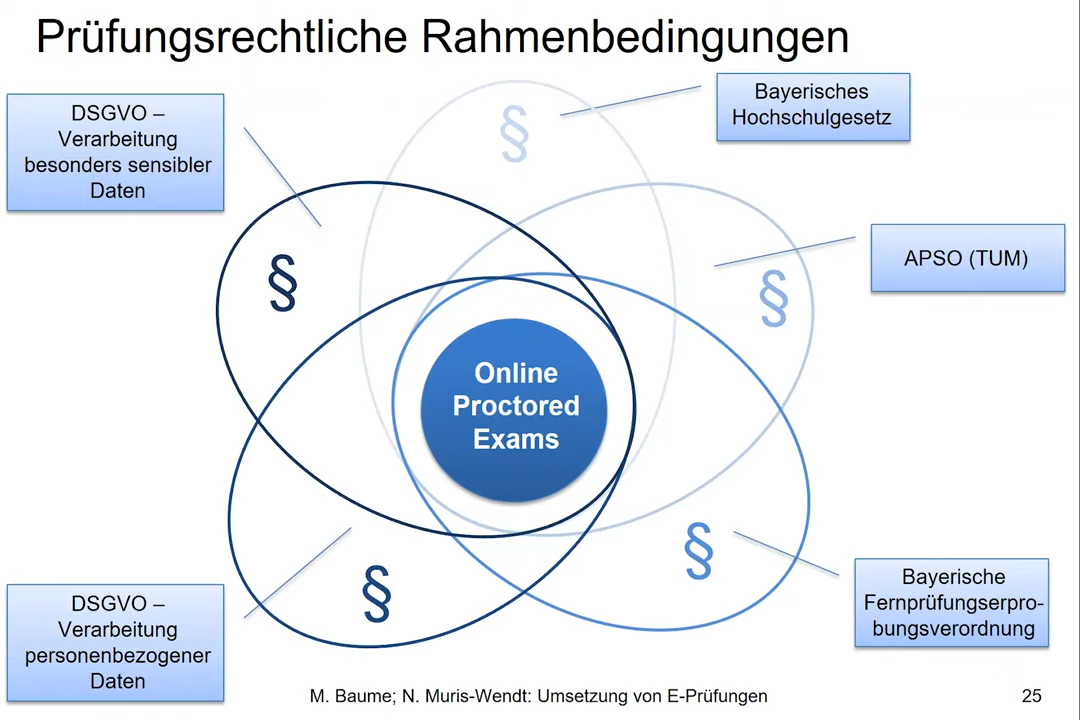 Prüfungsrechtliche Rahmenbedingungen
DSGVO –
Verarbeitung
besonders sensibler
Daten
§
Bayerisches
Hochschulgesetz
§
APSO (TUM)
§
Online
Proctored
Exams
§
Bayerische
Fernprüfungserpro-
bungsverordnung
§
DSGVO –
Verarbeitung
personenbezogener
Daten
M. Baume; N. Muris-Wendt: Umsetzung von E-Prüfungen
25